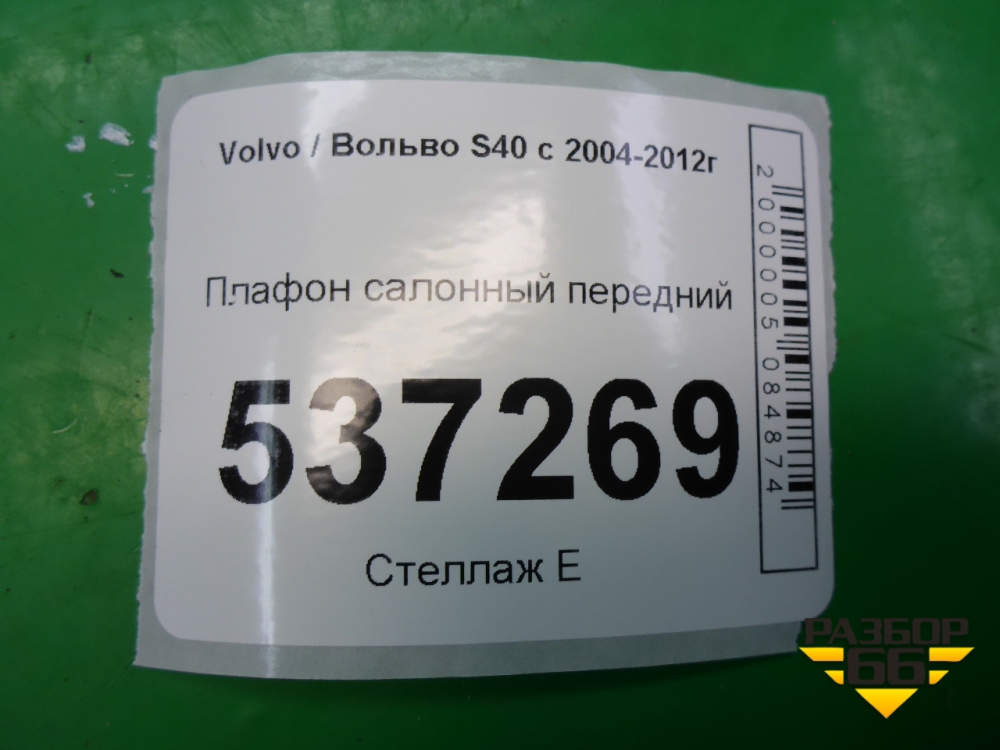 Volvo / Вольво S40 с 2004-2012г
Плафон салонный передний
537269
Стеллаж Е
2000005084874
РАЗБОР
66